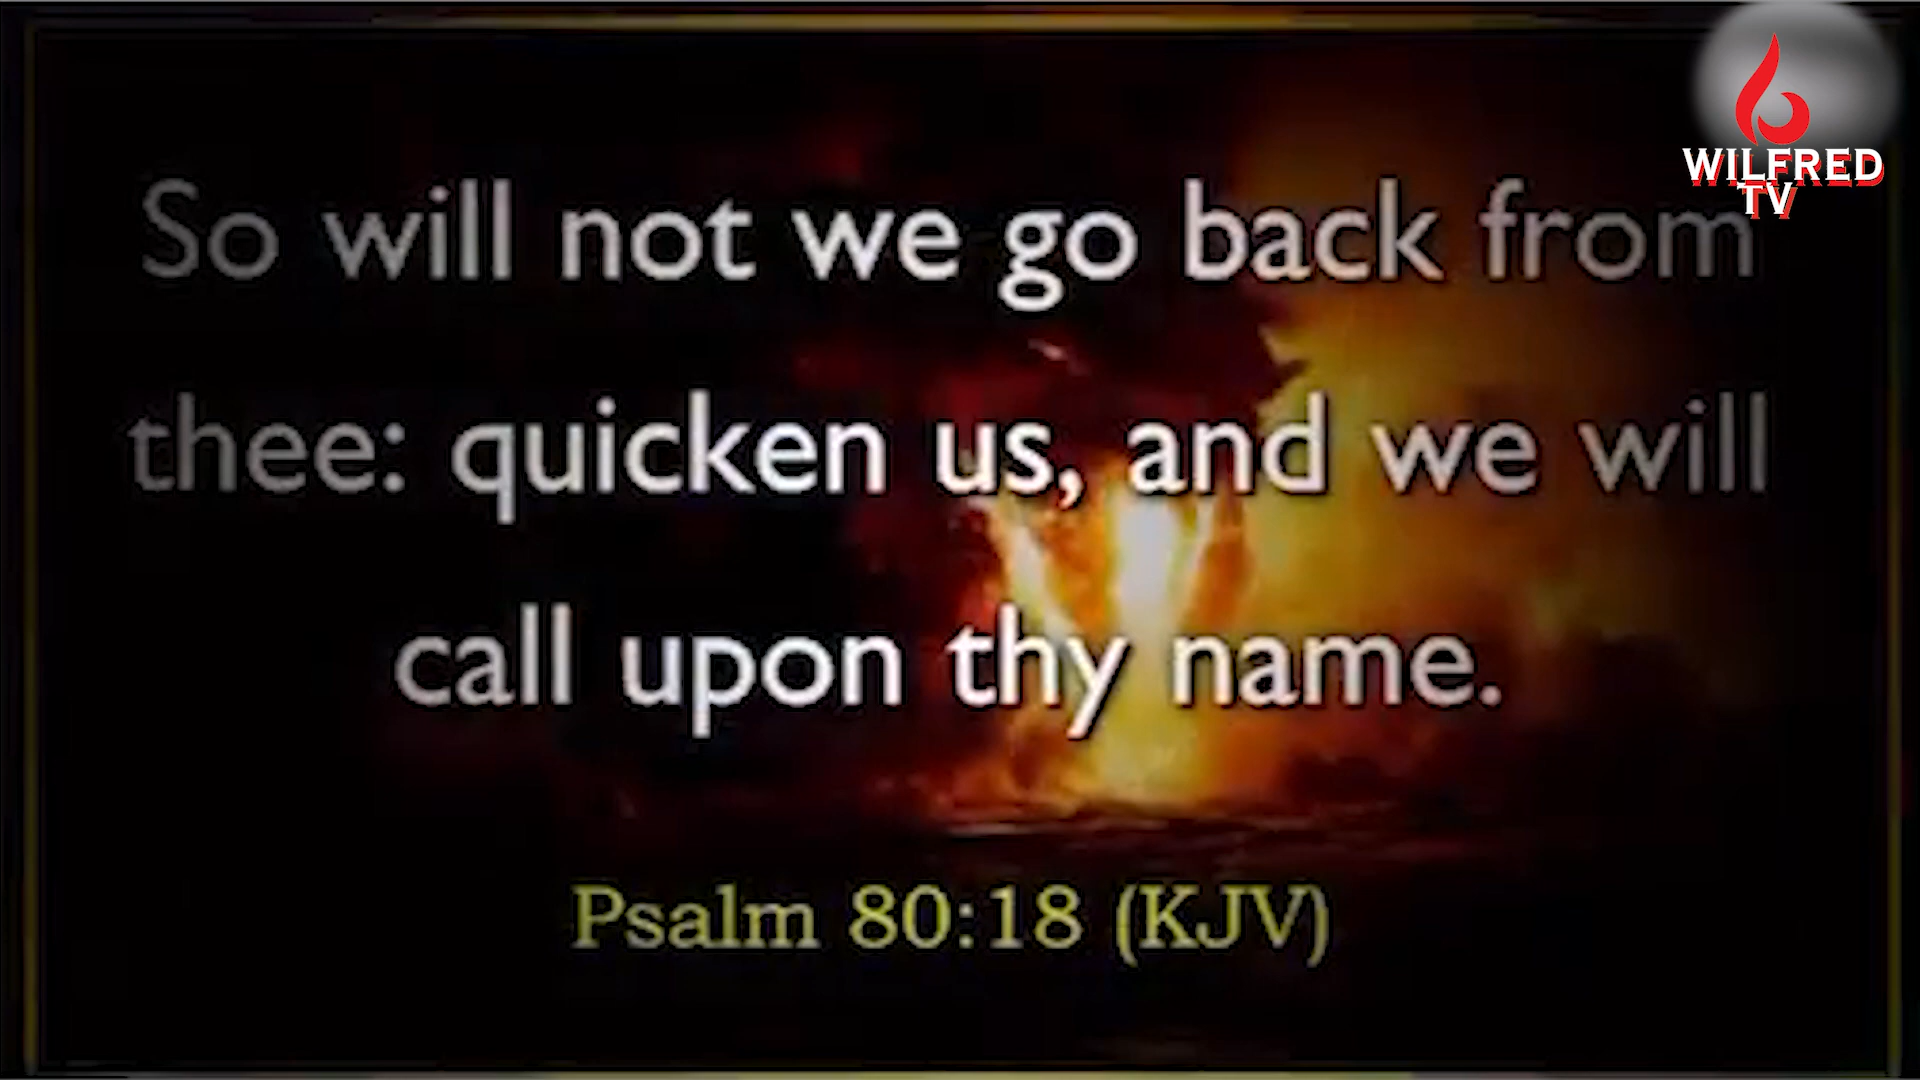 WILFRED
TV
So will not we go back from
thee: quicken us, and we will
call upon thy name.
Psalm 80:18 (KJV)